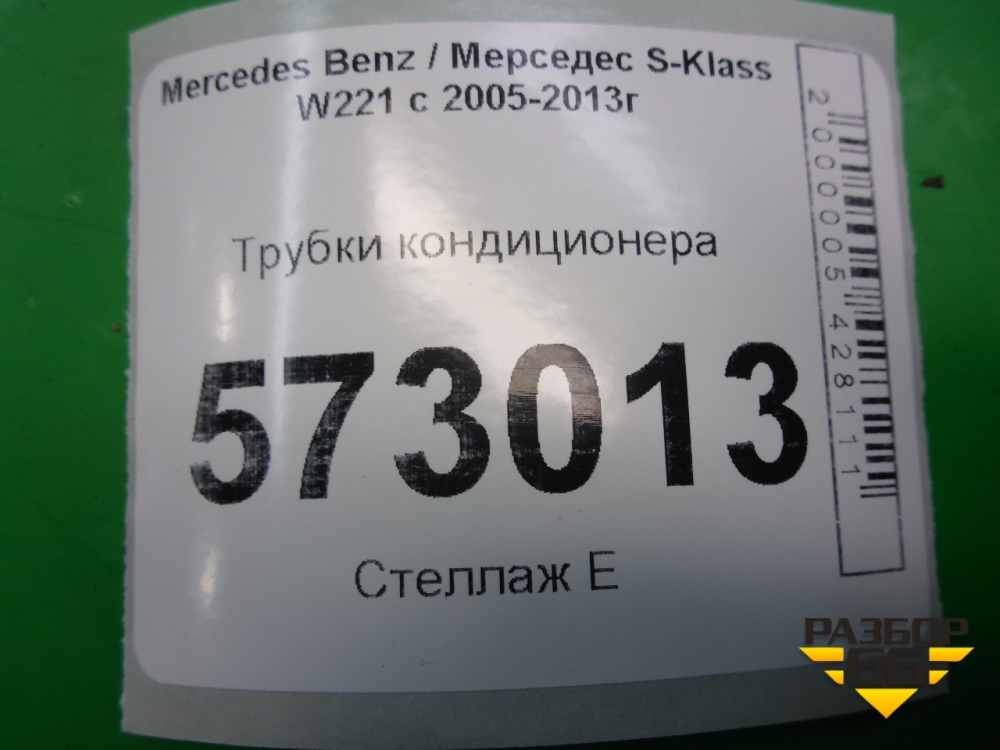 Mercedes Benz / Мерседес S-Klass
W221 с 2005-2013г
Трубки кондиционера
573013
Стеллаж Е
2000005428111
РАЗБОР
66